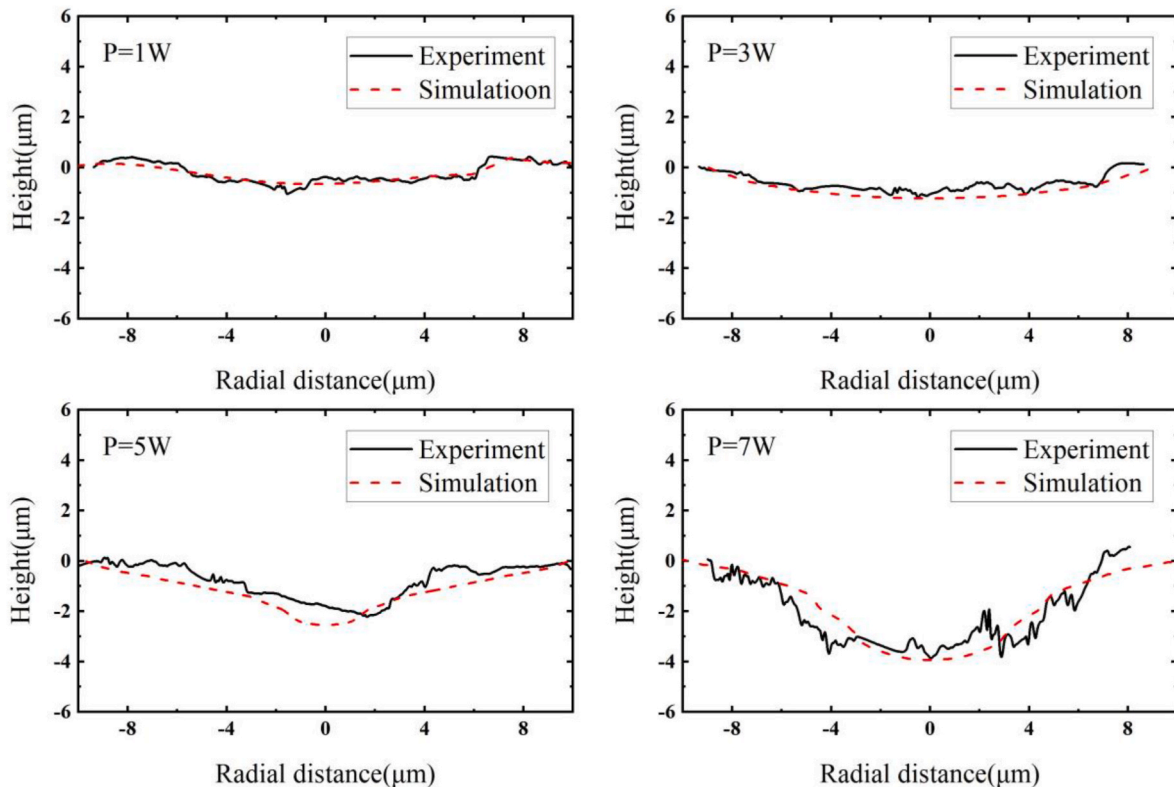 P=1W
Experiment
Simulatioon
6
4
2
0
-2
-4
-6
Height(μm)
-8 -4 0 4 8
Radial distance(μm)
P=3W
Experiment
Simulation
6
4
2
0
-2
-4
-6
Height(μm)
-8 -4 0 4 8
Radial distance(μm)
P=5W
Experiment
Simulation
6
4
2
0
-2
-4
-6
Height(μm)
-8 -4 0 4 8
Radial distance(μm)
P=7W
Experiment
Simulation
6
4
2
0
-2
-4
-6
Height(μm)
-8 -4 0 4 8
Radial distance(μm)